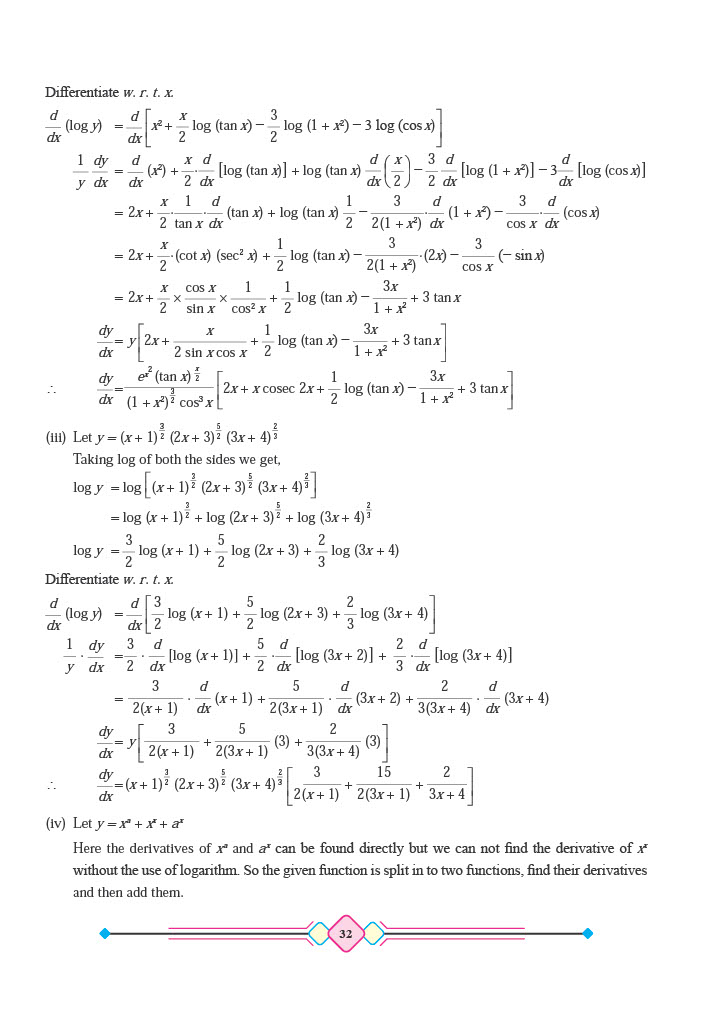 Differentiate w. r. t. x.
d/dx (log y) = d/dx [x² + x/2 log (tan x) − 3/2 log (1 + x²) − 3 log (cos x)]
1/y dy/dx = d/dx (x²) + x/2 · d/dx [log (tan x)] + log (tan x) d/dx (x/2) − 3/2 d/dx [log (1 + x²)] − 3 d/dx [log (cos x)]
= 2x + x/2 · 1/tan x · d/dx (tan x) + log (tan x) 1/2 − 3/2(1 + x²) · d/dx (1 + x²) − 3/cos x · d/dx (cos x)
= 2x + x/2 · (cot x) (sec² x) + 1/2 log (tan x) − 3/2(1 + x²) · (2x) − 3/cos x (− sin x)
= 2x + x/2 × cos x/sin x × 1/cos² x + 1/2 log (tan x) − 3x/1 + x² + 3 tan x
dy/dx = y [2x + x/2 sin x cos x + 1/2 log (tan x) − 3x/1 + x² + 3 tan x]
∴ dy/dx = e^x² (tan x)^x/2 / (1 + x²)^3/2 cos³ x [2x + x cosec 2x + 1/2 log (tan x) − 3x/1 + x² + 3 tan x]
(iii) Let y = (x + 1)^3/2 (2x + 3)^5/2 (3x + 4)^2/3
Taking log of both the sides we get,
log y = log [(x + 1)^3/2 (2x + 3)^5/2 (3x + 4)^2/3]
= log (x + 1)^3/2 + log (2x + 3)^5/2 + log (3x + 4)^2/3
log y = 3/2 log (x + 1) + 5/2 log (2x + 3) + 2/3 log (3x + 4)
Differentiate w. r. t. x.
d/dx (log y) = d/dx [3/2 log (x + 1) + 5/2 log (2x + 3) + 2/3 log (3x + 4)]
1/y · dy/dx = 3/2 · d/dx [log (x + 1)] + 5/2 · d/dx [log (3x + 2)] + 2/3 · d/dx [log (3x + 4)]
= 3/2(x + 1) · d/dx (x + 1) + 5/2(3x + 1) · d/dx (3x + 2) + 2/3(3x + 4) · d/dx (3x + 4)
dy/dx = y [3/2(x + 1) + 5/2(3x + 1) (3) + 2/3(3x + 4) (3)]
∴ dy/dx = (x + 1)^3/2 (2x + 3)^5/2 (3x + 4)^2/3 [3/2(x + 1) + 15/2(3x + 1) + 2/3x + 4]
(iv) Let y = x^a + x^x + a^x
Here the derivatives of x^a and a^x can be found directly but we can not find the derivative of x^x
without the use of logarithm. So the given function is split in to two functions, find their derivatives
and then add them.
32